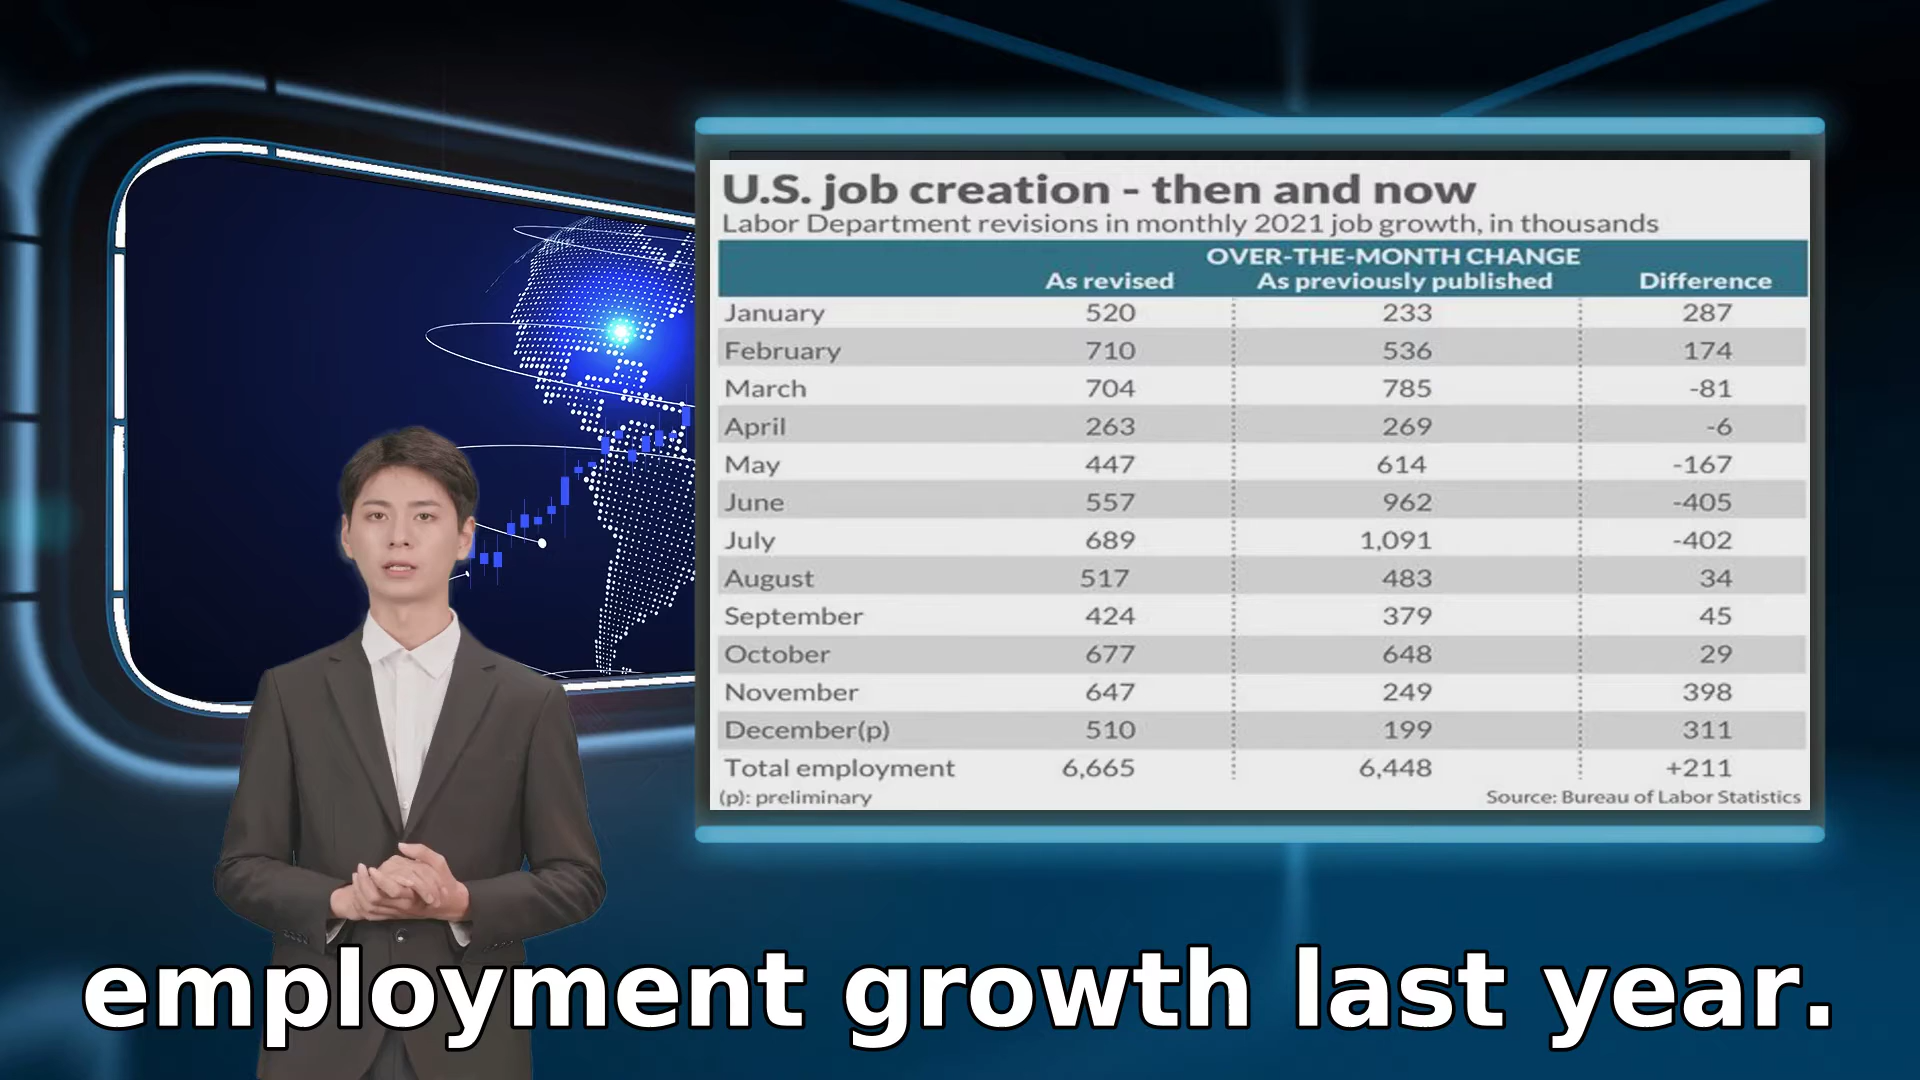 U.S. job creation - then and now
Labor Department revisions in monthly 2021 job growth, in thousands
OVER-THE-MONTH CHANGE
As revised As previously published Difference
January 520 233 287
February 710 536 174
March 704 785 -81
April 263 269 -6
May 447 614 -167
June 557 962 -405
July 689 1,091 -402
August 517 483 34
September 424 379 45
October 677 648 29
November 647 249 398
December(p) 510 199 311
Total employment 6,665 6,448 +211
(p): preliminary Source: Bureau of Labor Statistics
employment growth last year.